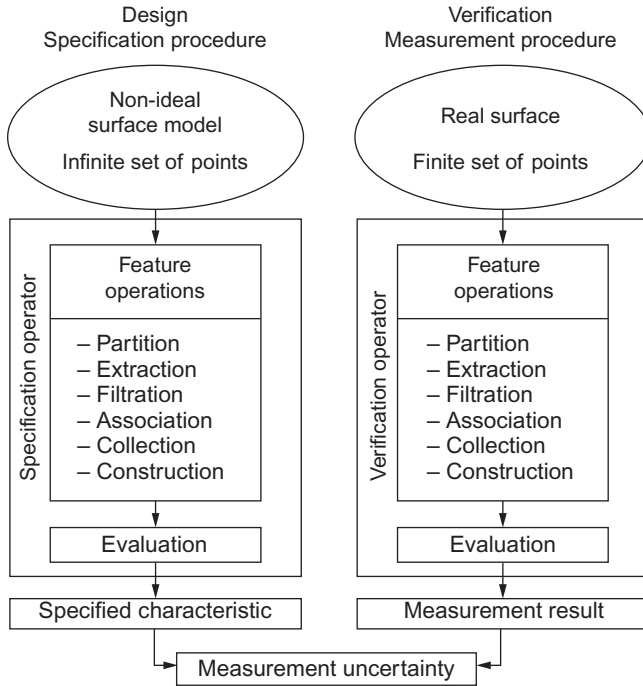 Design
Specification procedure
Non-ideal
surface model
Infinite set of points
Specification operator
Feature
operations
– Partition
– Extraction
– Filtration
– Association
– Collection
– Construction
Evaluation
Specified characteristic
Verification
Measurement procedure
Real surface
Finite set of points
Verification operator
Feature
operations
– Partition
– Extraction
– Filtration
– Association
– Collection
– Construction
Evaluation
Measurement result
Measurement uncertainty